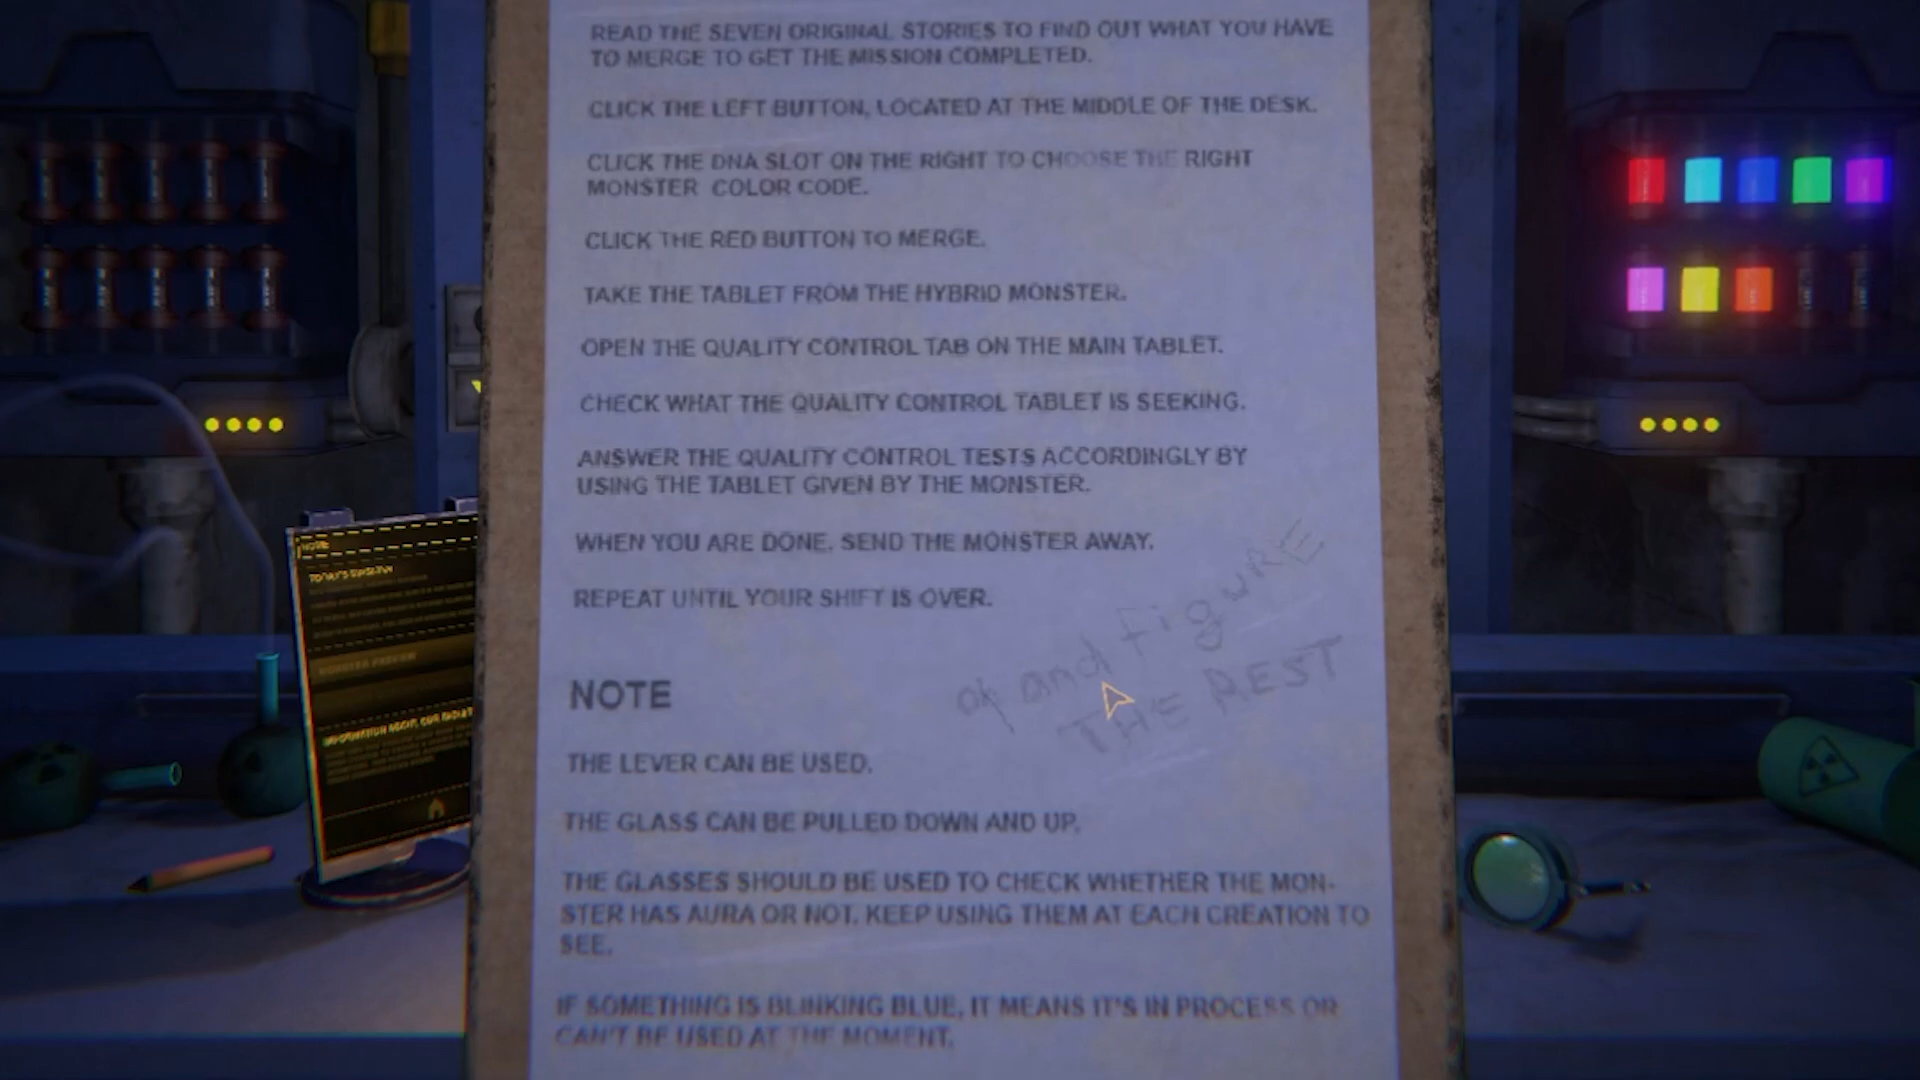 READ THE SEVEN ORIGINAL STORIES TO FIND OUT WHAT YOU HAVE
TO MERGE TO GET THE MISSION COMPLETED.
CLICK THE LEFT BUTTON, LOCATED AT THE MIDDLE OF THE DESK.
CLICK THE DNA SLOT ON THE RIGHT TO CHOOSE THE RIGHT
MONSTER COLOR CODE.
CLICK THE RED BUTTON TO MERGE.
TAKE THE TABLET FROM THE HYBRID MONSTER.
OPEN THE QUALITY CONTROL TAB ON THE MAIN TABLET.
CHECK WHAT THE QUALITY CONTROL TABLET IS SEEKING.
ANSWER THE QUALITY CONTROL TESTS ACCORDINGLY BY
USING THE TABLET GIVEN BY THE MONSTER.
WHEN YOU ARE DONE, SEND THE MONSTER AWAY.
REPEAT UNTIL YOUR SHIFT IS OVER.
and figURE
THE REST
NOTE
THE LEVER CAN BE USED.
THE GLASS CAN BE PULLED DOWN AND UP.
THE GLASSES SHOULD BE USED TO CHECK WHETHER THE MON-
STER HAS AURA OR NOT. KEEP USING THEM AT EACH CREATION TO
SEE.
IF SOMETHING IS BLINKING BLUE, IT MEANS IT'S IN PROCESS OR
CAN'T BE USED AT THE MOMENT.
NOTE
MONSTER PREVIEW